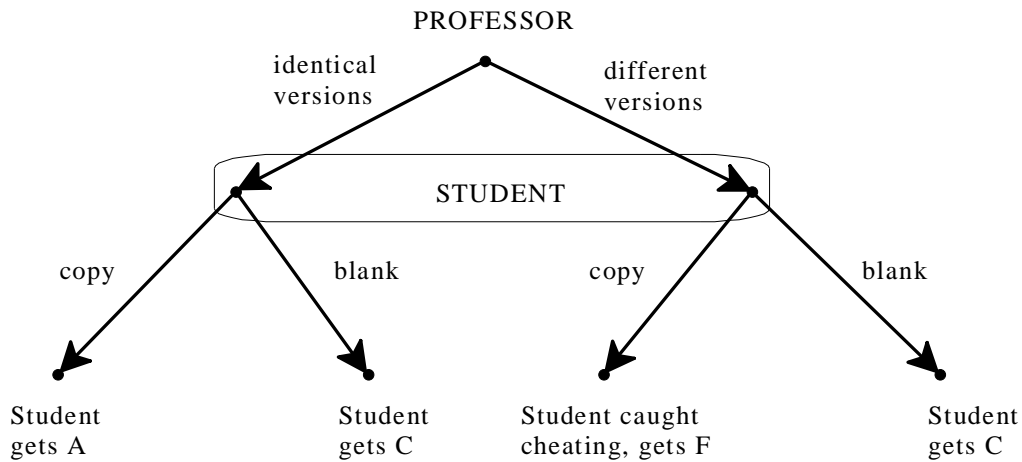 PROFESSOR
identical
versions
different
versions
STUDENT
copy
blank
copy
blank
Student
gets A
Student
gets C
Student caught
cheating, gets F
Student
gets C